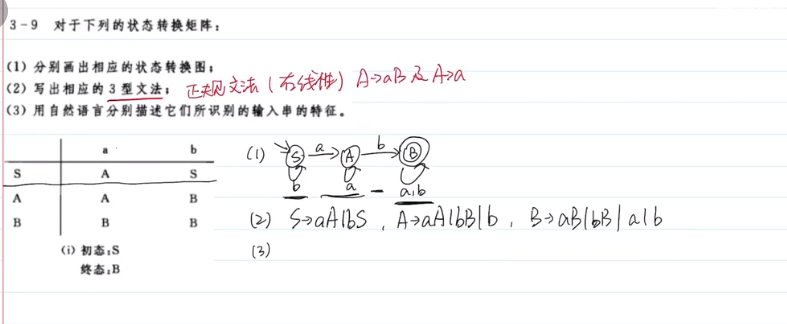 3-9 对于下列的状态转换矩阵：
(1) 分别画出相应的状态转换图；
(2) 写出相应的 3 型文法； 正规文法（右线性） A→aB 及 A→a
(3) 用自然语言分别描述它们所识别的输入串的特征。
a b
S A S
A A B
B B B
(i) 初态：S
终态：B
(1) S a A b B
b a a|b
(2) S→aA|bS , A→aA|bB|b , B→aB|bB|a|b
(3)